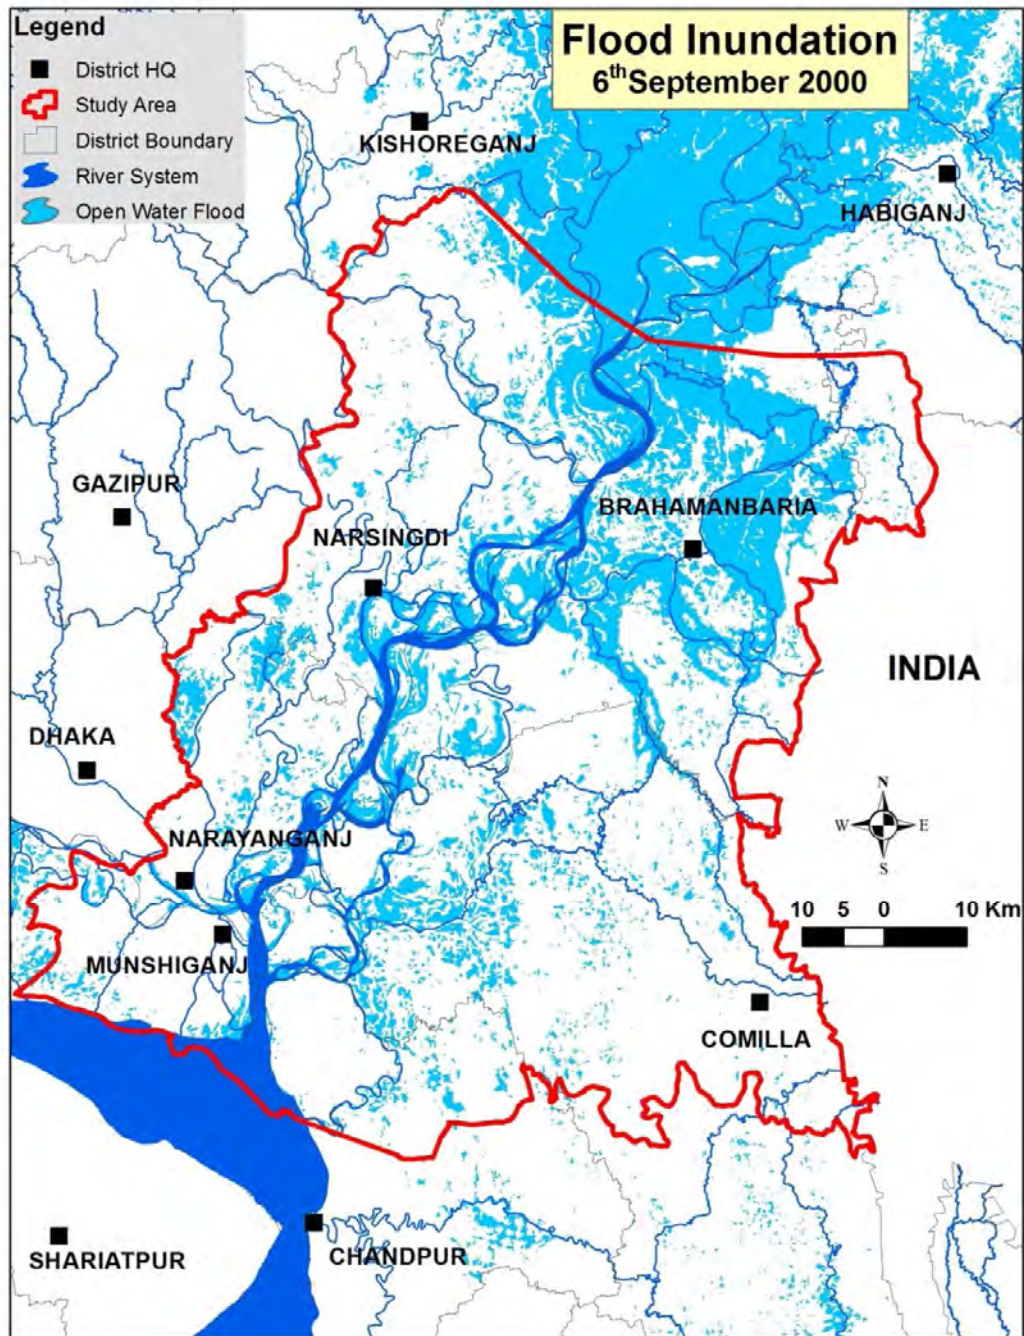 Legend
District HQ
Study Area
District Boundary
River System
Open Water Flood
Flood Inundation
6th September 2000
KISHOREGANJ
HABIGANJ
GAZIPUR
NARSINGDI
BRAHAMANBARIA
INDIA
DHAKA
NARAYANGANJ
N
W E
S
10 5 0 10 Km
MUNSHIGANJ
COMILLA
SHARIATPUR
CHANDPUR